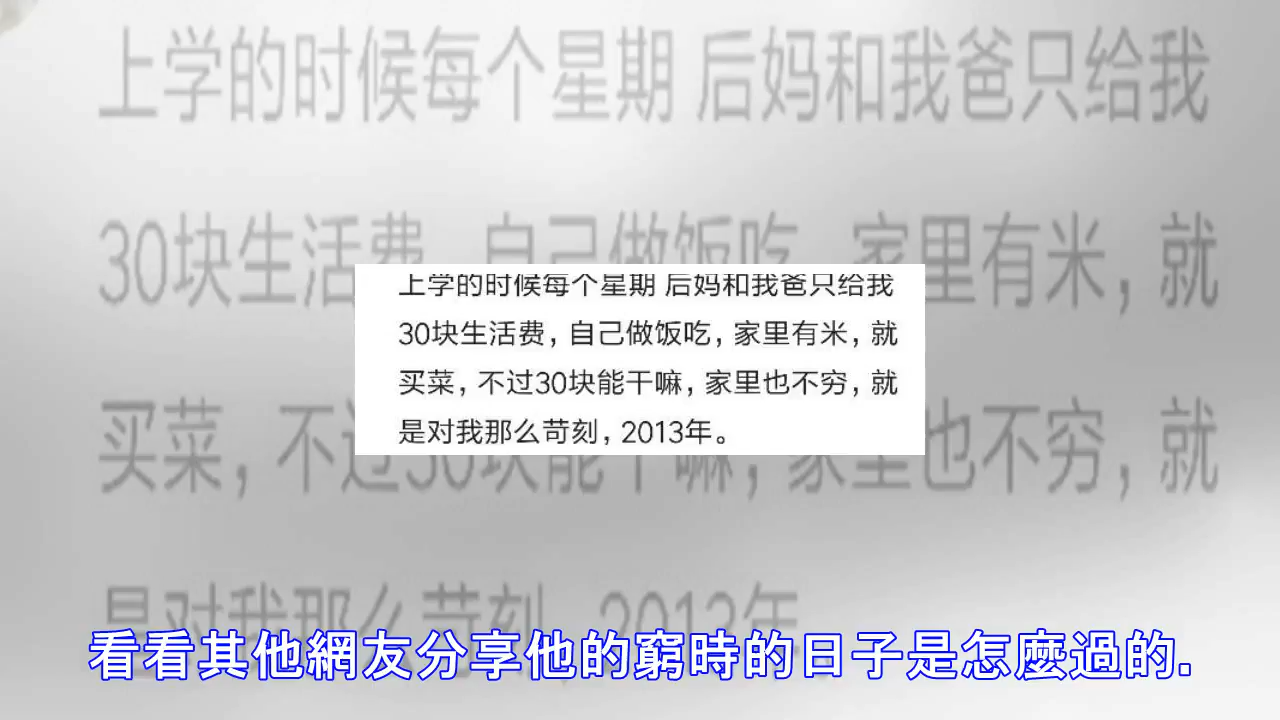 上学的时候每个星期 后妈和我爸只给我
30块生活费，自己做饭吃，家里有米，就
买菜，不过30块能干嘛，家里也不穷，就
是对我那么苛刻，2013年。
看看其他網友分享他的窮時的日子是怎麼過的.